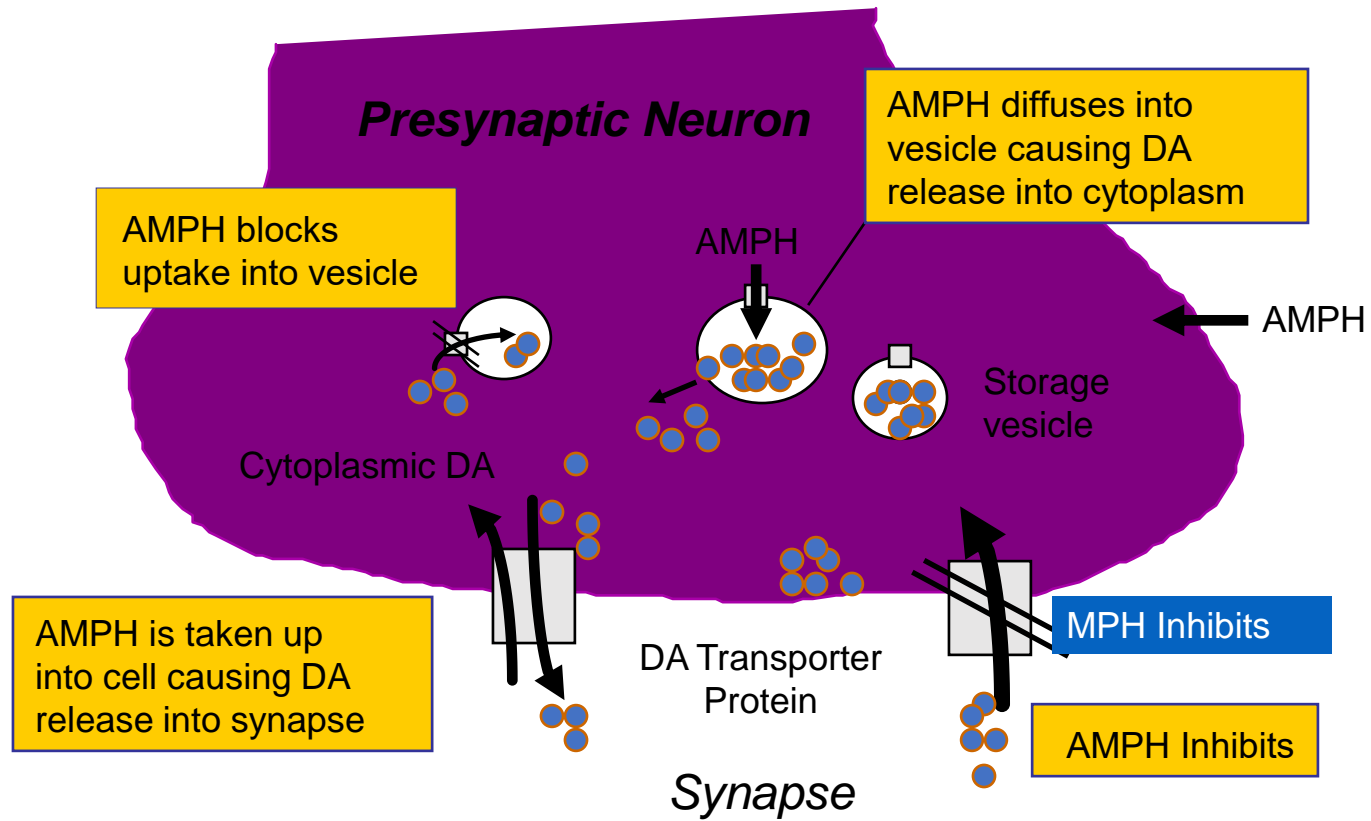 Presynaptic Neuron
AMPH diffuses into
vesicle causing DA
release into cytoplasm
AMPH blocks
uptake into vesicle
AMPH
AMPH
Storage
vesicle
Cytoplasmic DA
AMPH is taken up
into cell causing DA
release into synapse
DA Transporter
Protein
MPH Inhibits
AMPH Inhibits
Synapse